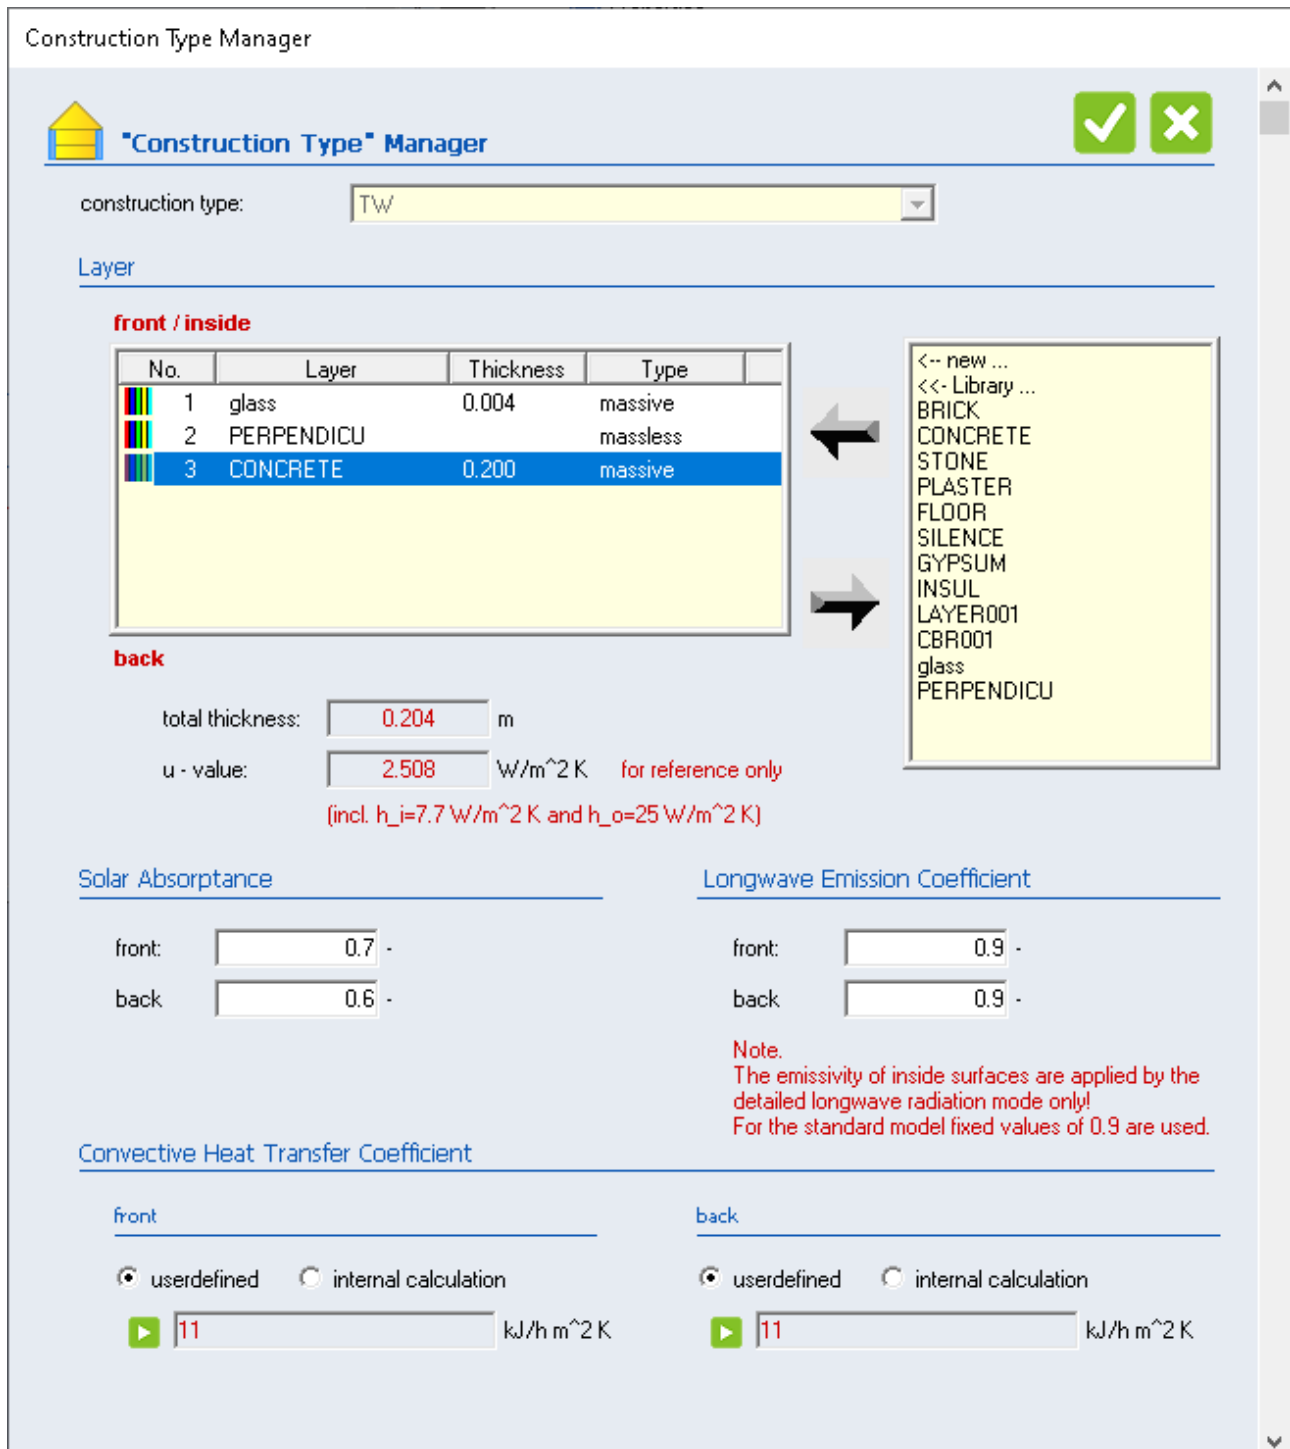 Construction Type Manager
"Construction Type" Manager
construction type: TW
Layer
front / inside
No. Layer Thickness Type
1 glass 0.004 massive
2 PERPENDICU massless
3 CONCRETE 0.200 massive
<-- new ...
<<- Library ...
BRICK
CONCRETE
STONE
PLASTER
FLOOR
SILENCE
GYPSUM
INSUL
LAYER001
CBR001
glass
PERPENDICU
back
total thickness: 0.204 m
u - value: 2.508 W/m^2 K for reference only
(incl. h_i=7.7 W/m^2 K and h_o=25 W/m^2 K)
Solar Absorptance
front: 0.7 -
back 0.6 -
Longwave Emission Coefficient
front: 0.9 -
back 0.9 -
Note.
The emissivity of inside surfaces are applied by the
detailed longwave radiation mode only!
For the standard model fixed values of 0.9 are used.
Convective Heat Transfer Coefficient
front
userdefined internal calculation
11 kJ/h m^2 K
back
userdefined internal calculation
11 kJ/h m^2 K